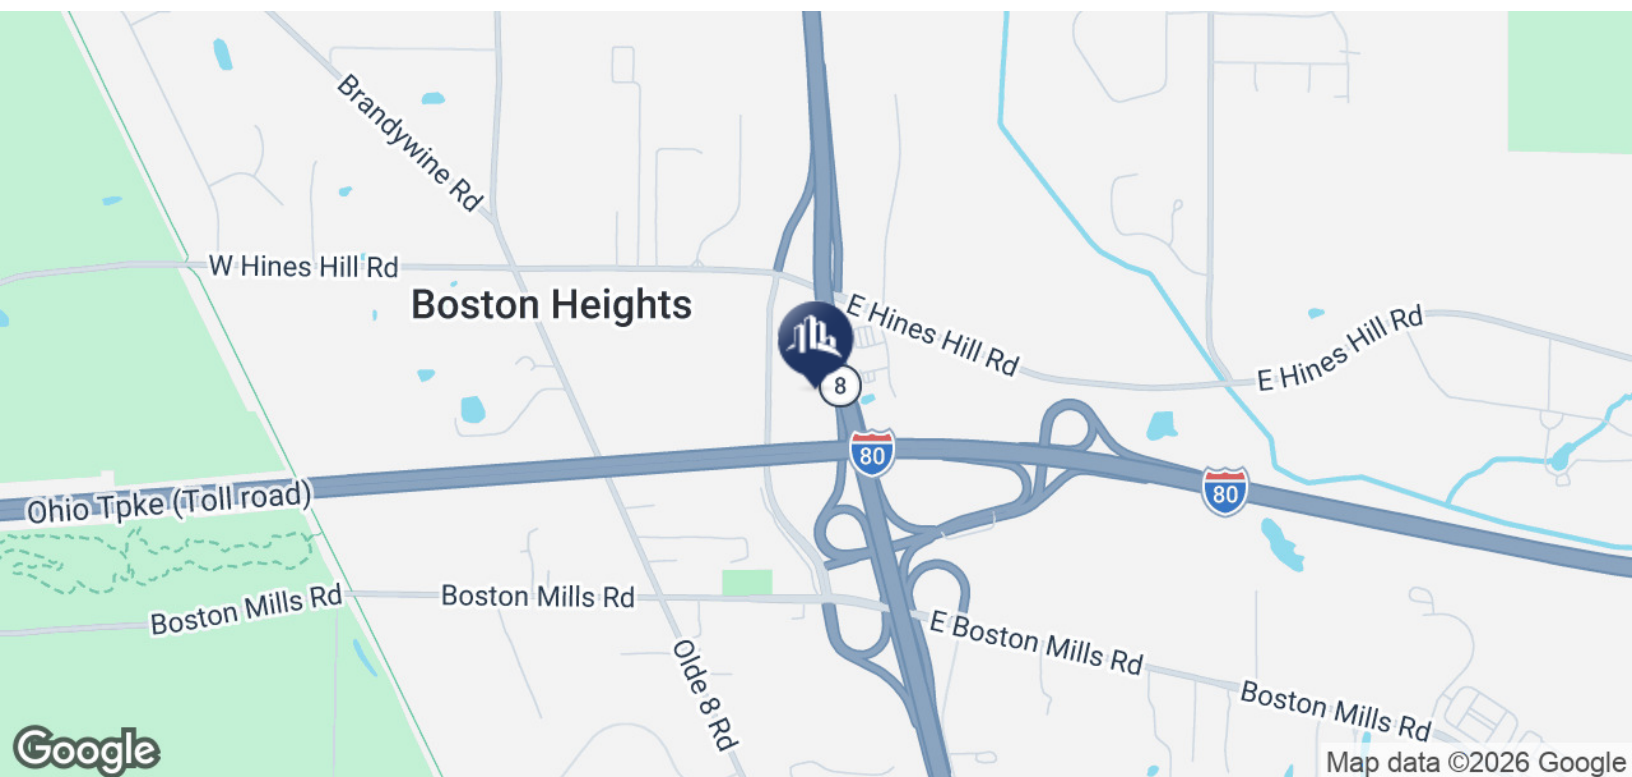 Brandywine Rd
W Hines Hill Rd
Boston Heights
E Hines Hill Rd
E Hines Hill Rd
8
80
80
Ohio Tpke (Toll road)
Boston Mills Rd
Boston Mills Rd
E Boston Mills Rd
Olde 8 Rd
Boston Mills Rd
Google
Map data ©2026 Google